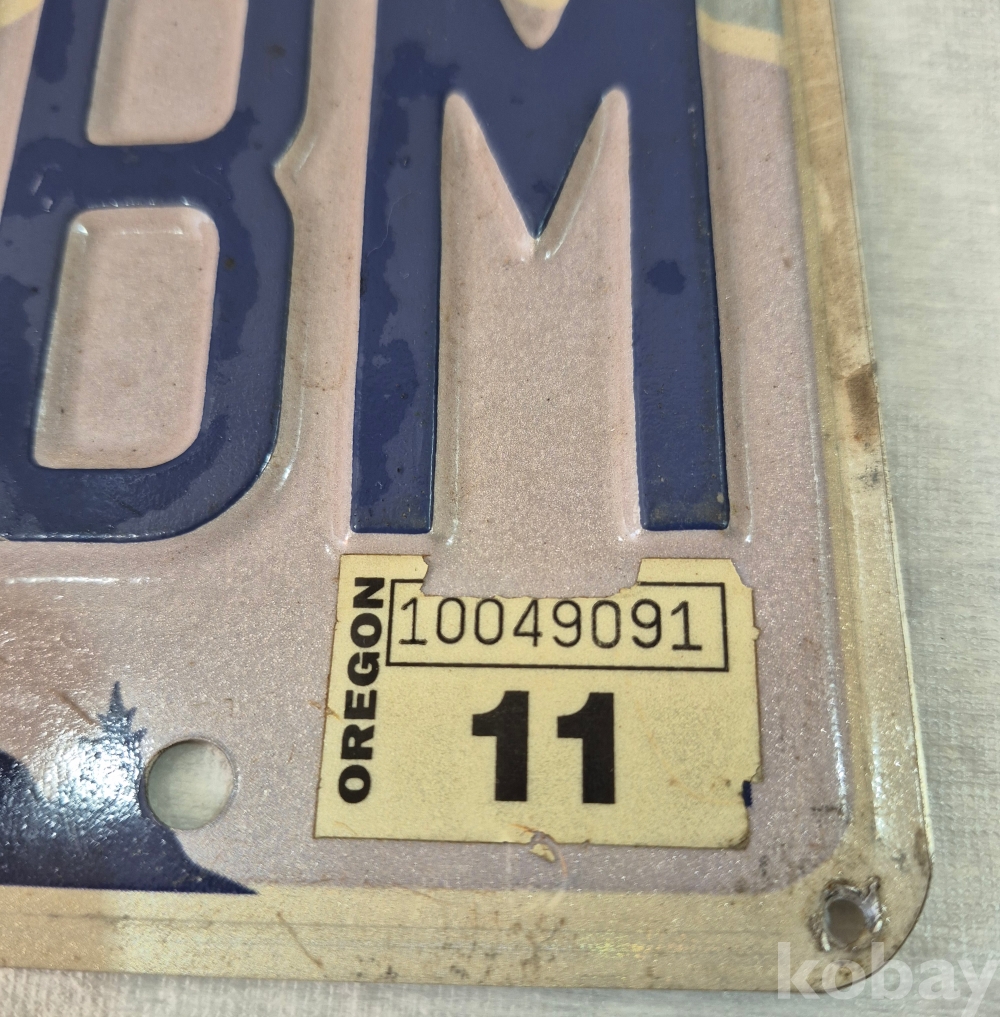 BM
OREGON
10049091
11
kobay